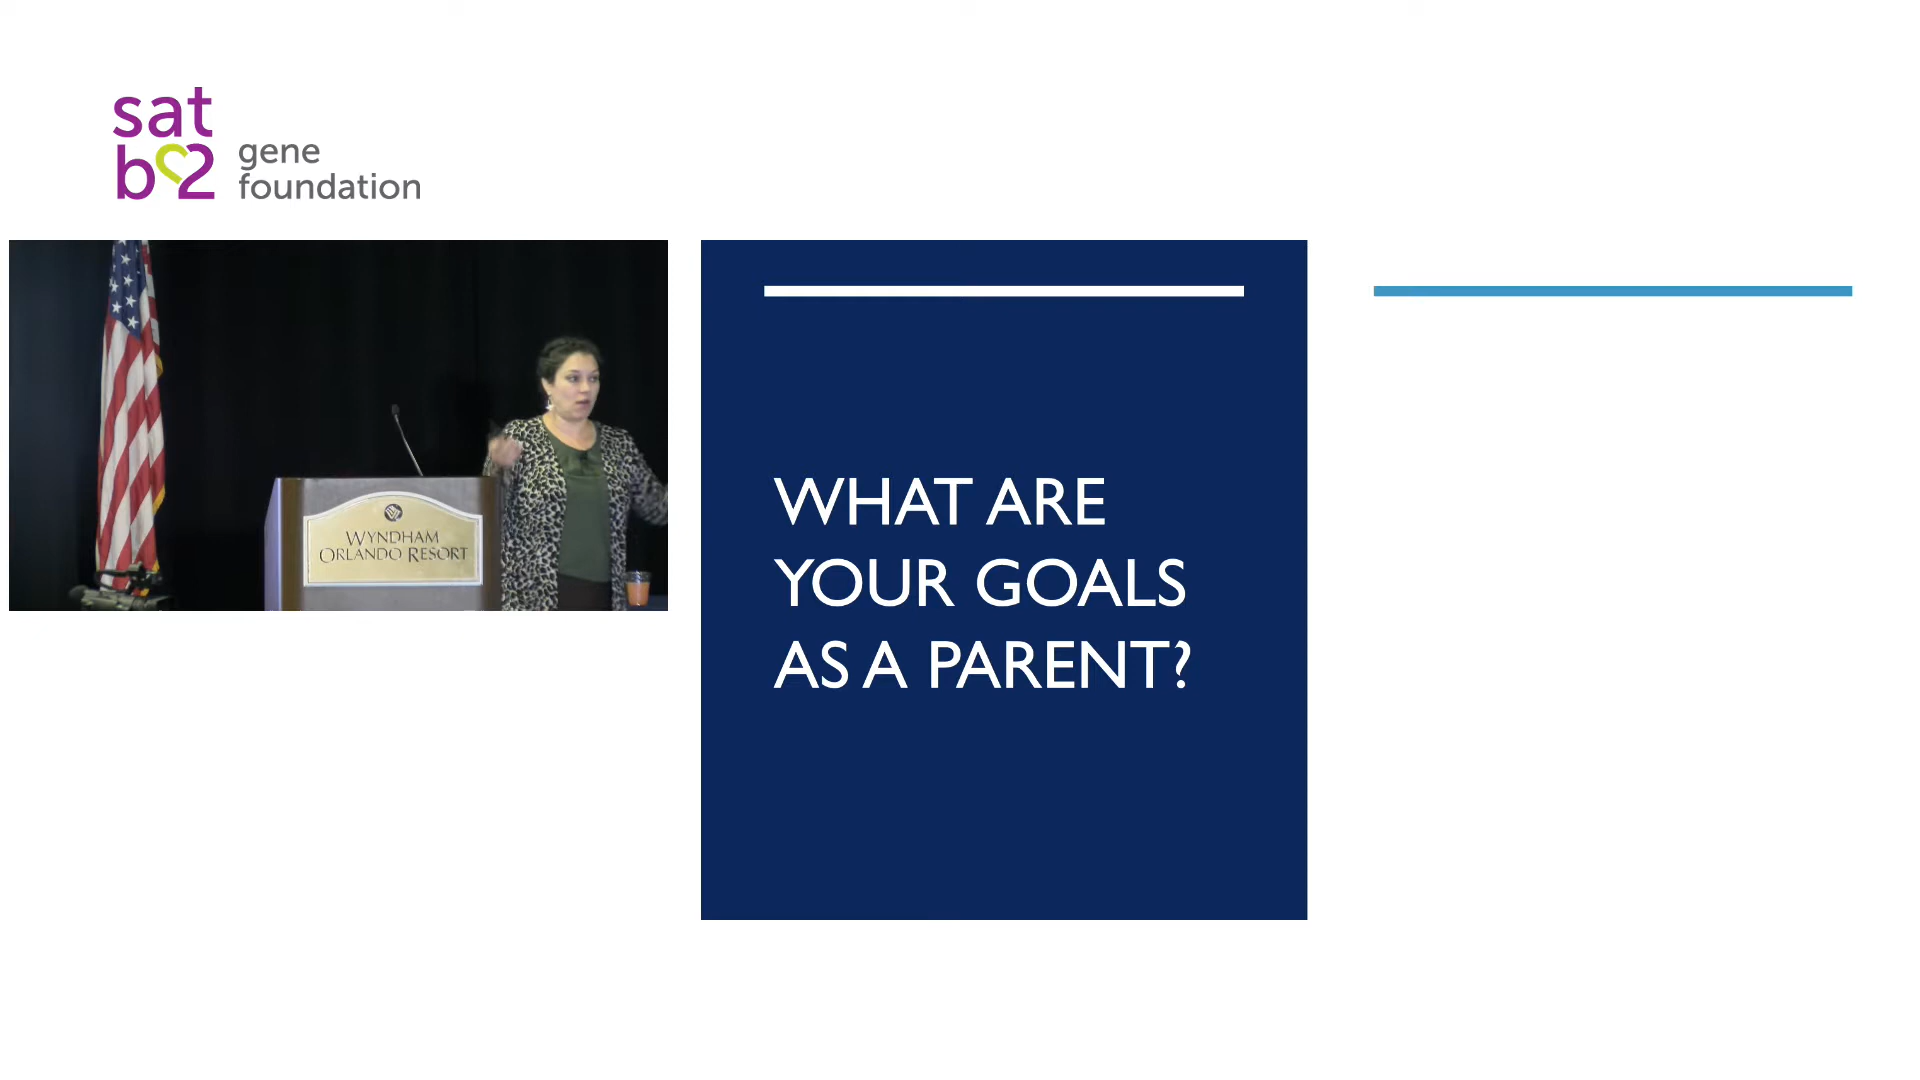 sat
b2
gene
foundation
WYNDHAM
ORLANDO RESORT
WHAT ARE
YOUR GOALS
AS A PARENT?